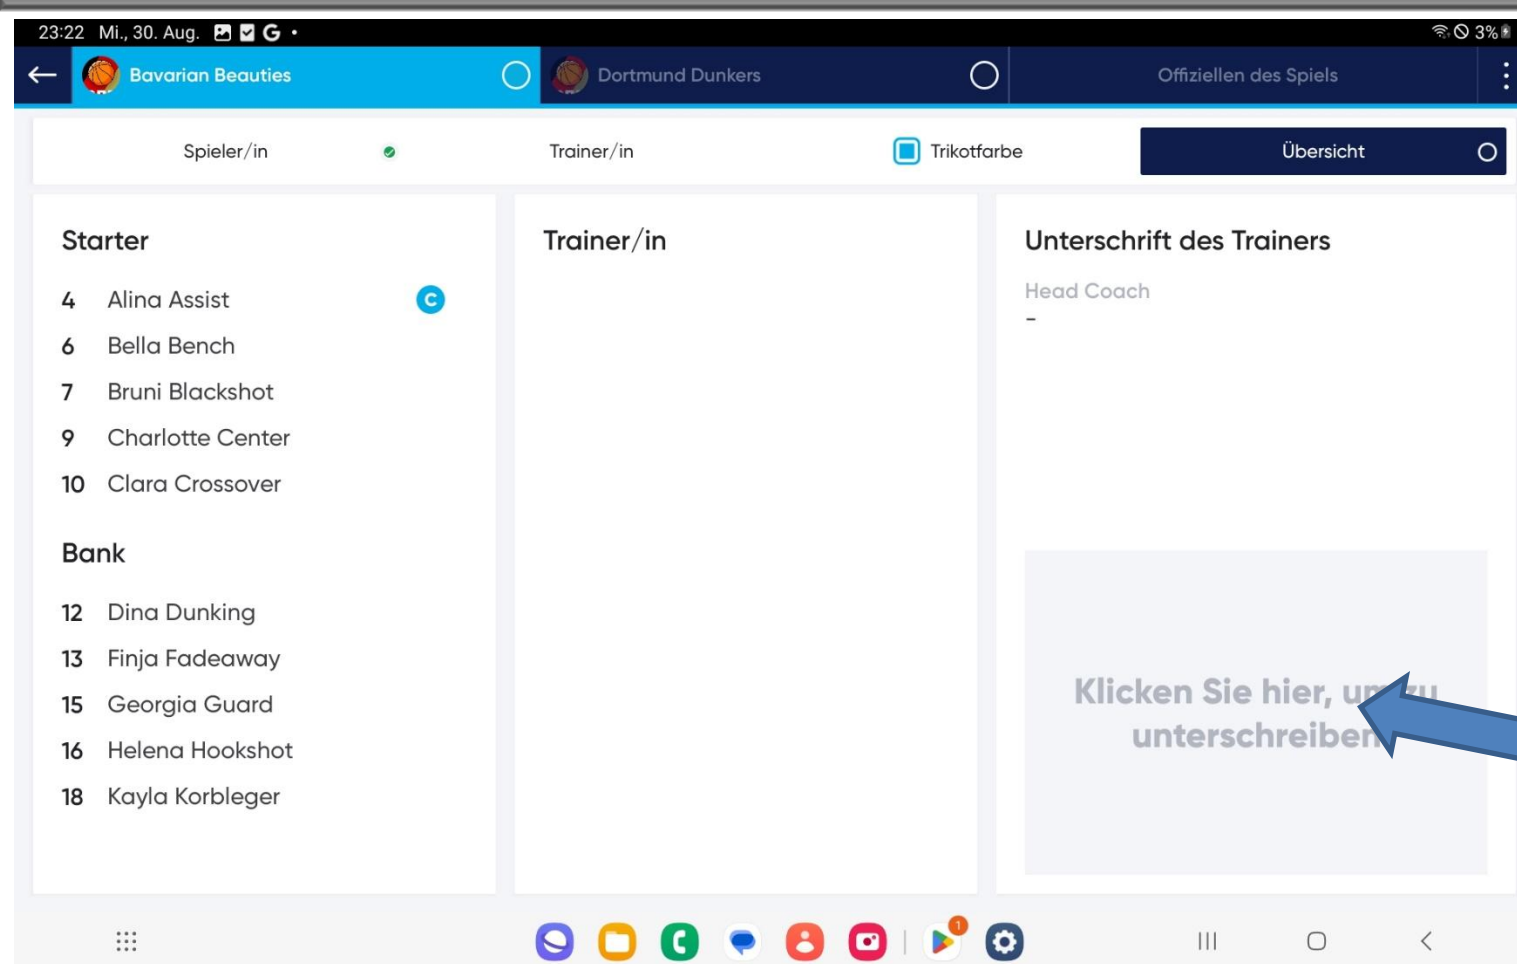 23:22 Mi., 30. Aug. G •
3%
Bavarian Beauties
Dortmund Dunkers
Offiziellen des Spiels
Spieler/in
Trainer/in
Trikotfarbe
Übersicht
Starter
4 Alina Assist C
6 Bella Bench
7 Bruni Blackshot
9 Charlotte Center
10 Clara Crossover
Bank
12 Dina Dunking
13 Finja Fadeaway
15 Georgia Guard
16 Helena Hookshot
18 Kayla Korbleger
Trainer/in
Unterschrift des Trainers
Head Coach
-
Klicken Sie hier, um zu
unterschreiben
1